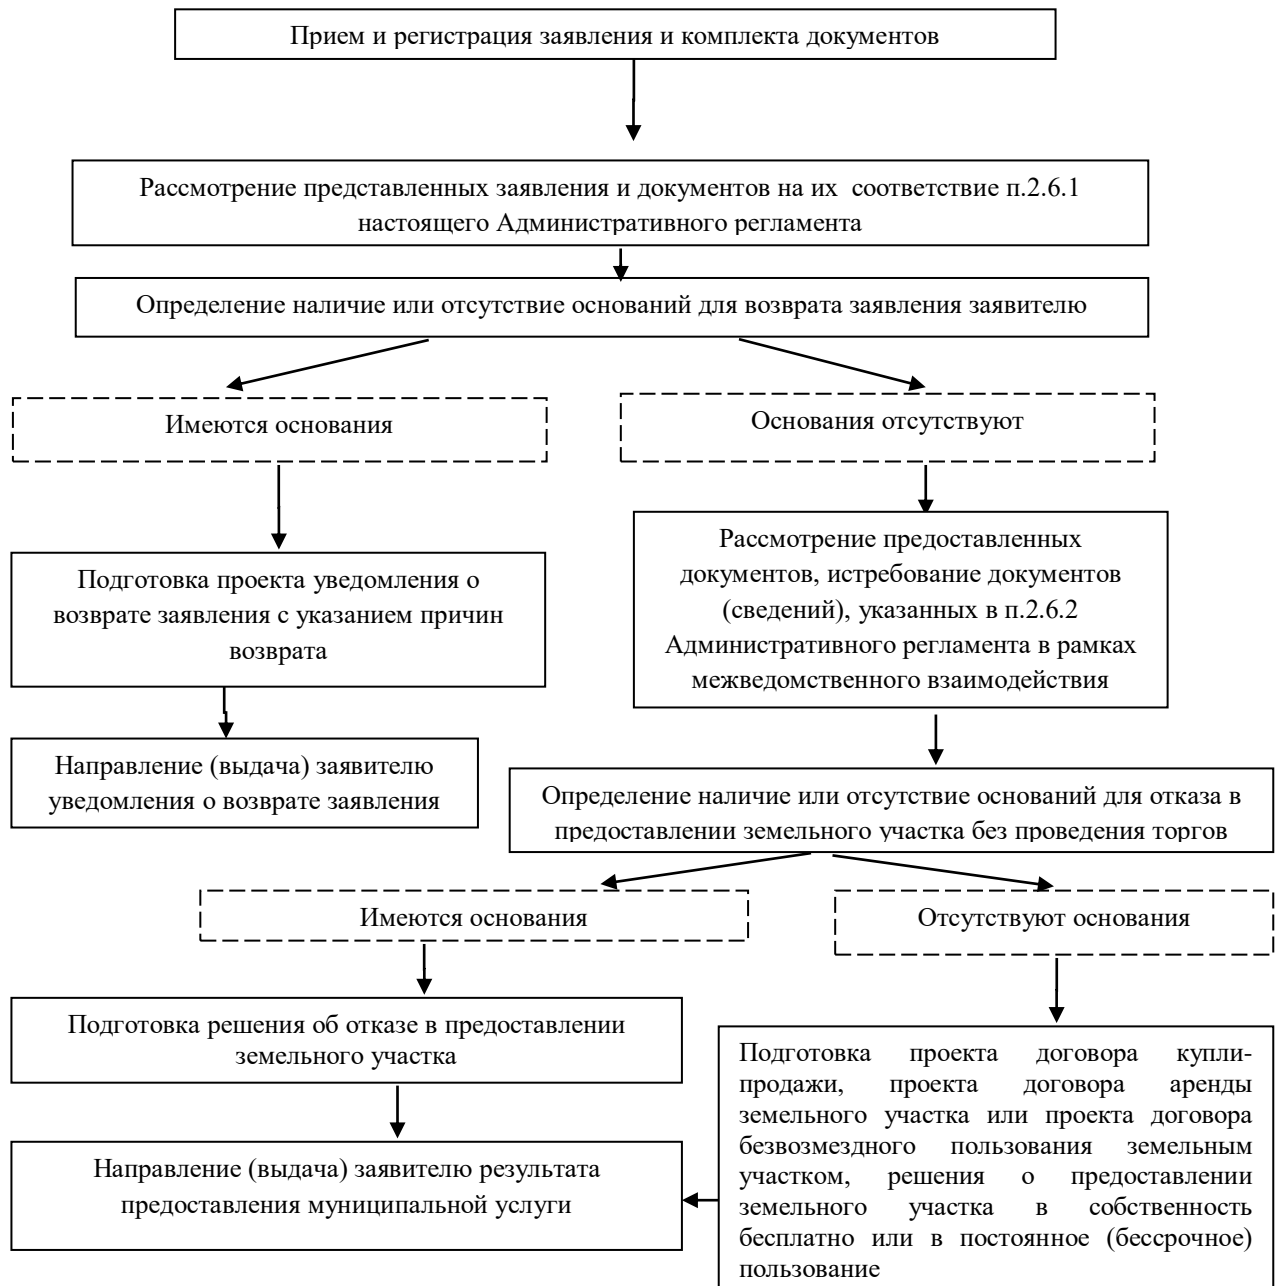 Прием и регистрация заявления и комплекта документов
Рассмотрение представленных заявления и документов на их  соответствие п.2.6.1
настоящего Административного регламента
Определение наличие или отсутствие оснований для возврата заявления заявителю
Имеются основания
Основания отсутствуют
Подготовка проекта уведомления о
возврате заявления с указанием причин
возврата
Рассмотрение предоставленных
документов, истребование документов
(сведений), указанных в п.2.6.2
Административного регламента в рамках
межведомственного взаимодействия
Направление (выдача) заявителю
уведомления о возврате заявления
Определение наличие или отсутствие оснований для отказа в
предоставлении земельного участка без проведения торгов
Имеются основания
Отсутствуют основания
Подготовка решения об отказе в предоставлении
земельного участка
Направление (выдача) заявителю результата
предоставления муниципальной услуги
Подготовка проекта договора купли-
продажи, проекта договора аренды
земельного участка или проекта договора
безвозмездного пользования земельным
участком, решения о предоставлении
земельного участка в собственность
бесплатно или в постоянное (бессрочное)
пользование